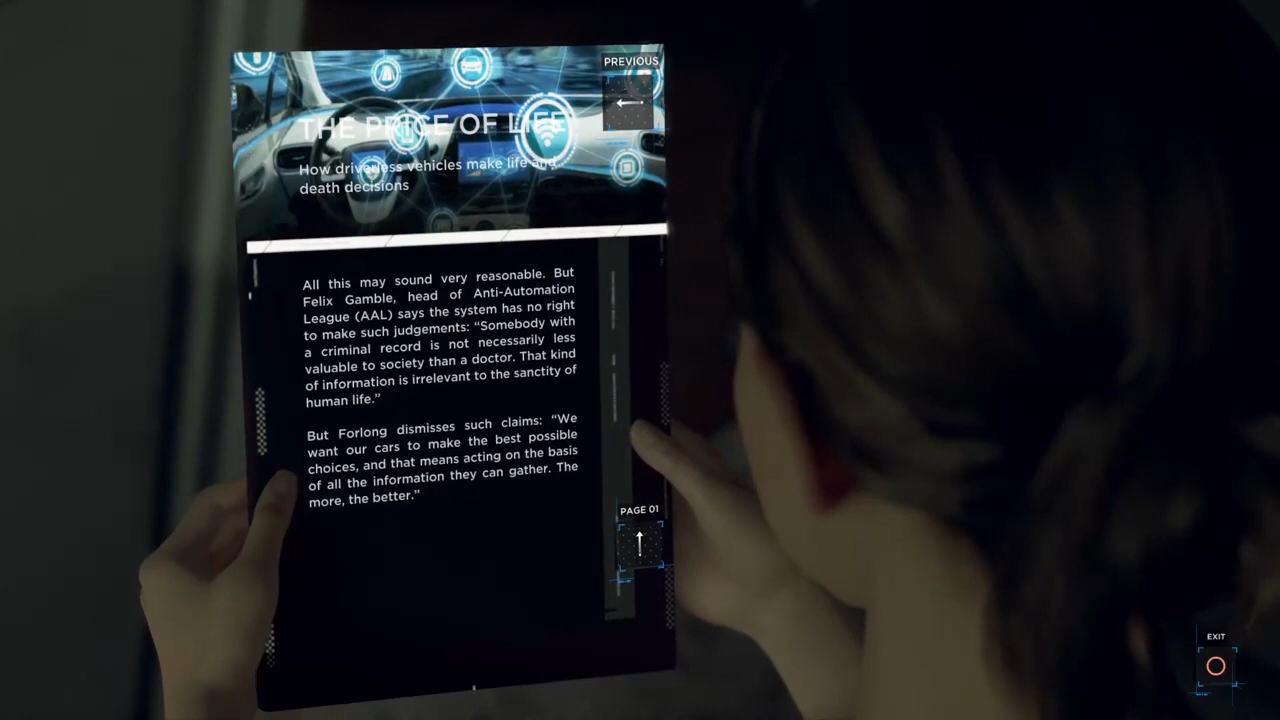 PREVIOUS
THE PRICE OF LIFE
How driverless vehicles make life and
death decisions
All this may sound very reasonable. But
Felix Gamble, head of Anti-Automation
League (AAL) says the system has no right
to make such judgements: “Somebody with
a criminal record is not necessarily less
valuable to society than a doctor. That kind
of information is irrelevant to the sanctity of
human life.”
But Forlong dismisses such claims: “We
want our cars to make the best possible
choices, and that means acting on the basis
of all the information they can gather. The
more, the better.”
PAGE 01
EXIT